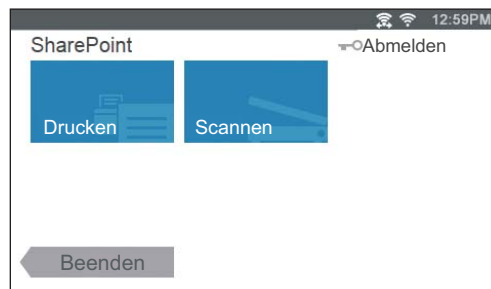 12:59PM
SharePoint
Abmelden
Drucken
Scannen
Beenden